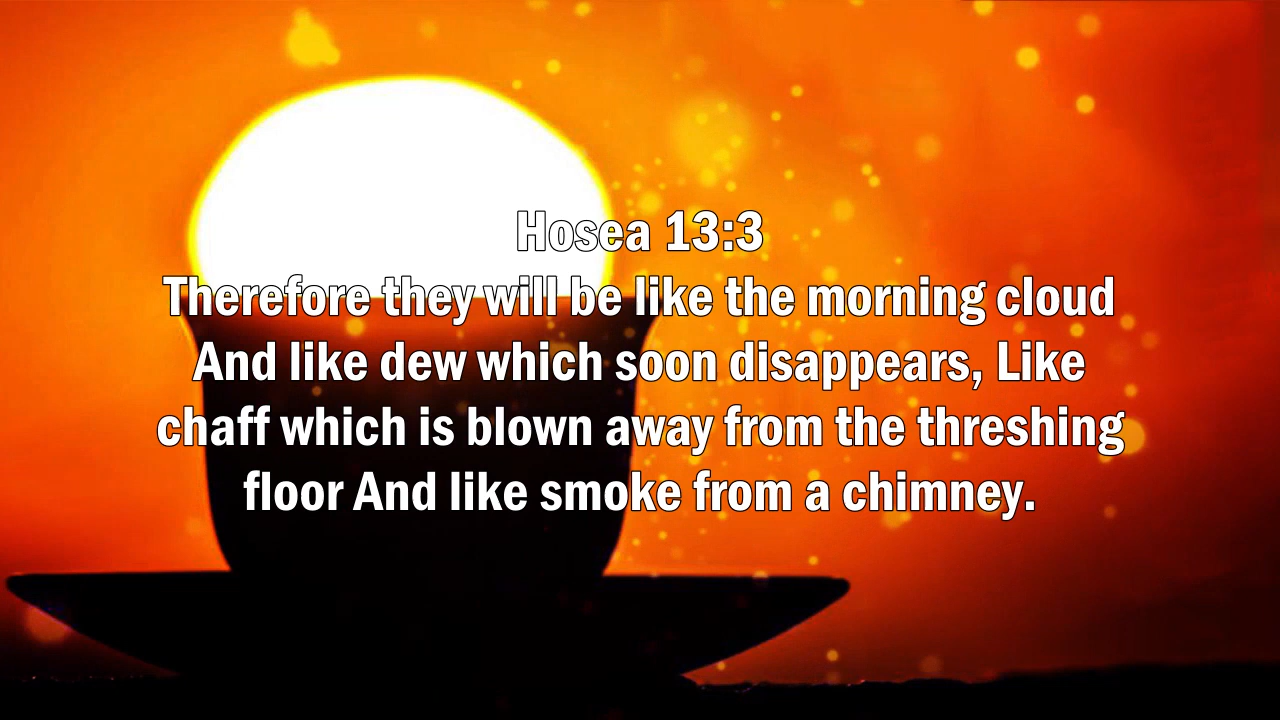 Hosea 13:3
Therefore they will be like the morning cloud
And like dew which soon disappears, Like
chaff which is blown away from the threshing
floor And like smoke from a chimney.